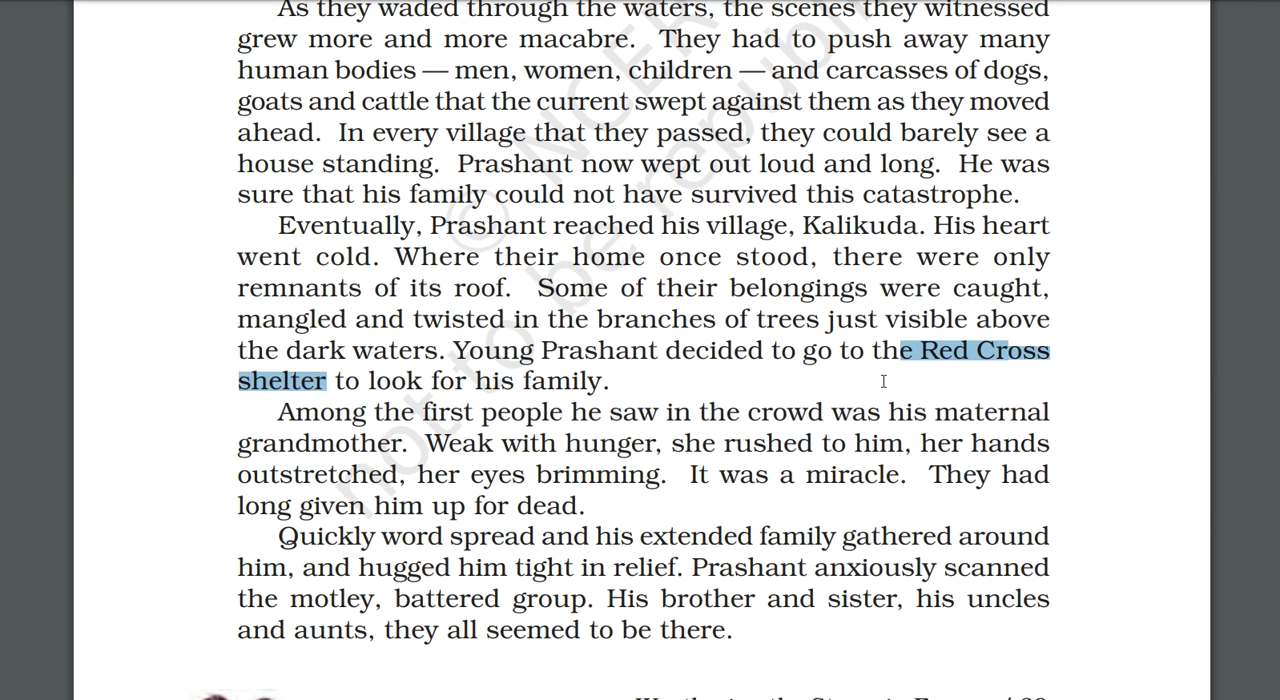 As they waded through the waters, the scenes they witnessed
grew more and more macabre. They had to push away many
human bodies — men, women, children — and carcasses of dogs,
goats and cattle that the current swept against them as they moved
ahead. In every village that they passed, they could barely see a
house standing. Prashant now wept out loud and long. He was
sure that his family could not have survived this catastrophe.
Eventually, Prashant reached his village, Kalikuda. His heart
went cold. Where their home once stood, there were only
remnants of its roof. Some of their belongings were caught,
mangled and twisted in the branches of trees just visible above
the dark waters. Young Prashant decided to go to the Red Cross
shelter to look for his family.
Among the first people he saw in the crowd was his maternal
grandmother. Weak with hunger, she rushed to him, her hands
outstretched, her eyes brimming. It was a miracle. They had
long given him up for dead.
Quickly word spread and his extended family gathered around
him, and hugged him tight in relief. Prashant anxiously scanned
the motley, battered group. His brother and sister, his uncles
and aunts, they all seemed to be there.
© NCER
not to be republi